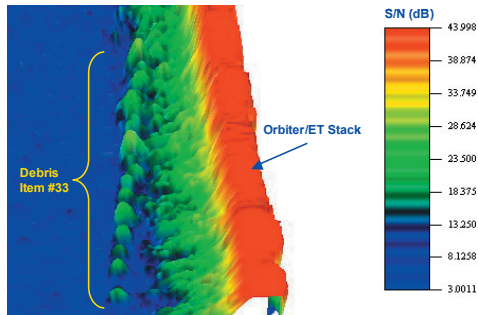 S/N (dB)
43.998
38.874
33.749
28.624
23.500
18.375
13.250
8.1258
3.0011
Orbiter/ET Stack
Debris
Item #33